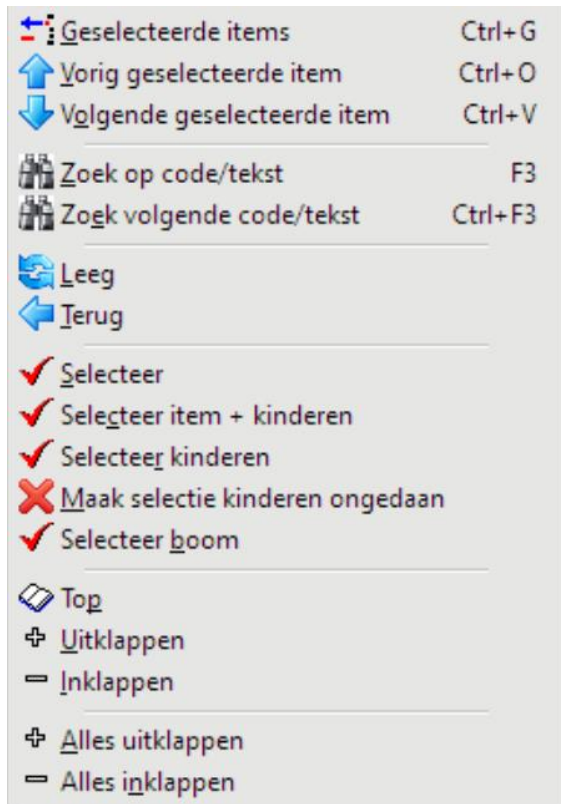 Geselecteerde items Ctrl+G
Vorig geselecteerde item Ctrl+O
Volgende geselecteerde item Ctrl+V
Zoek op code/tekst F3
Zoek volgende code/tekst Ctrl+F3
Leeg
Terug
Selecteer
Selecteer item + kinderen
Selecteer kinderen
Maak selectie kinderen ongedaan
Selecteer boom
Top
Uitklappen
Inklappen
Alles uitklappen
Alles inklappen